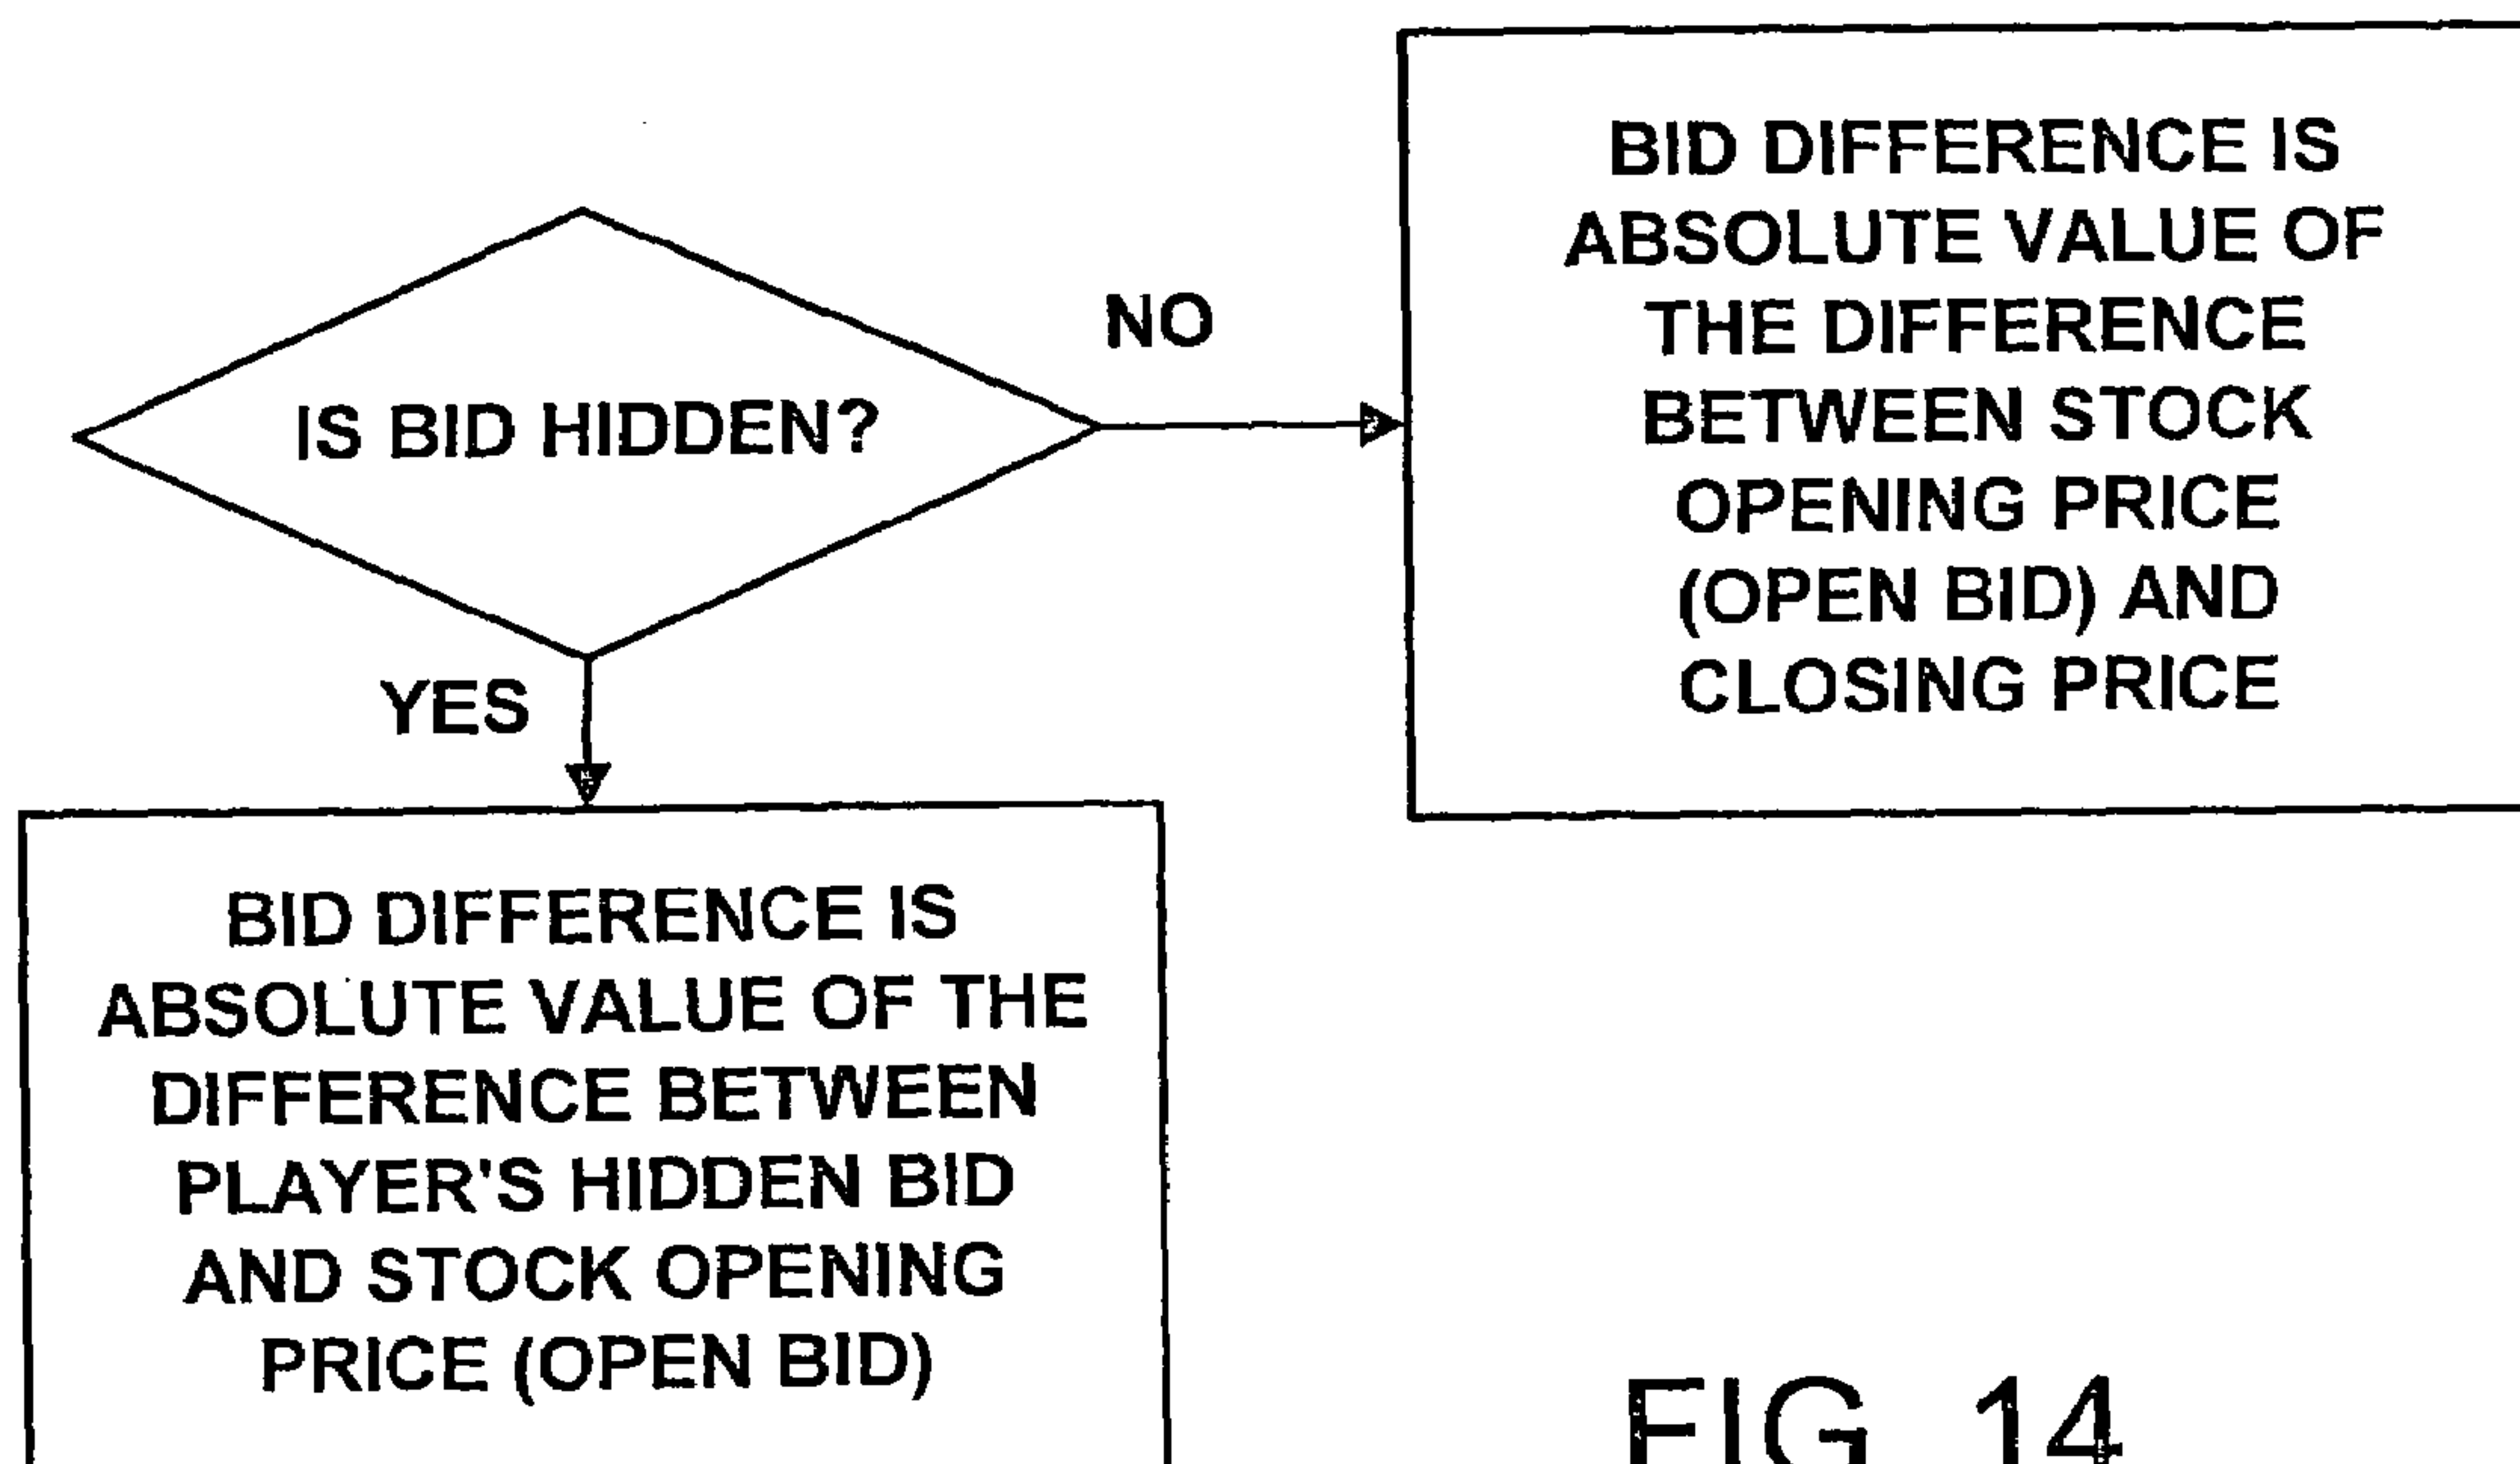 BID DIFFERENCE IS
ABSOLUTE VALUE OF
THE DIFFERENCE
BETWEEN STOCK
OPENING PRICE
(OPEN BID) AND
CLOSING PRICE
NO
IS BID HIDDEN?
YES
BID DIFFERENCE IS
ABSOLUTE VALUE OF THE
DIFFERENCE BETWEEN
PLAYER'S HIDDEN BID
AND STOCK OPENING
PRICE (OPEN BID)
FIG 14